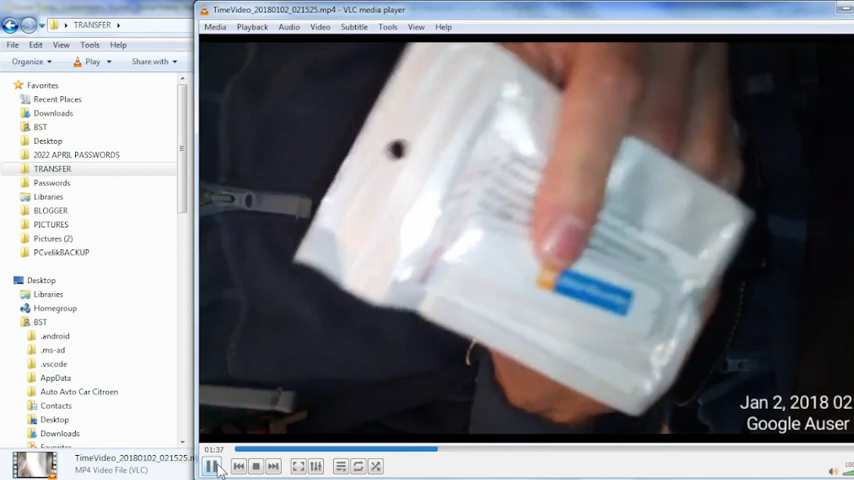 TRANSFER
TimeVideo_20180102_021525.mp4 - VLC media player
File Edit View Tools Help
Media Playback Audio Video Subtitle Tools View Help
Organize Play Share with
Favorites
Recent Places
Downloads
BST
Desktop
2022 APRIL PASSWORDS
TRANSFER
Passwords
Libraries
BLOGGER
PICTURES
Pictures (2)
PCvelikBACKUP
Desktop
Libraries
Homegroup
BST
.android
.ms-ad
.vscode
AppData
Auto Avto Car Citroen
Contacts
Desktop
Downloads
Jan 2, 2018 02
Google Auser
01:37
TimeVideo_20180102_021525.n
MP4 Video File (VLC)
100